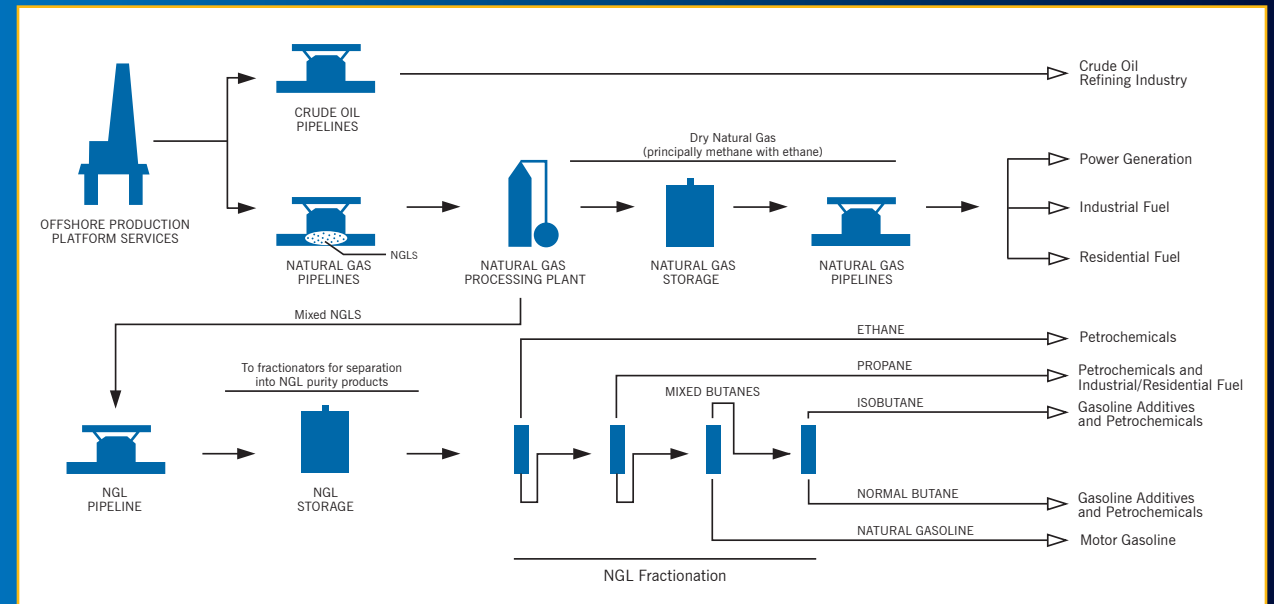 Crude Oil
Refining Industry
CRUDE OIL
PIPELINES
Dry Natural Gas
(principally methane with ethane)
Power Generation
Industrial Fuel
Residential Fuel
OFFSHORE PRODUCTION
PLATFORM SERVICES
NGLS
NATURAL GAS
PIPELINES
NATURAL GAS
PROCESSING PLANT
NATURAL GAS
STORAGE
NATURAL GAS
PIPELINES
Mixed NGLs
ETHANE
Petrochemicals
To fractionators for separation
into NGL purity products
PROPANE
Petrochemicals and
Industrial/Residential Fuel
MIXED BUTANES
ISOBUTANE
Gasoline Additives
and Petrochemicals
NGL
PIPELINE
NGL
STORAGE
NORMAL BUTANE
Gasoline Additives
and Petrochemicals
NATURAL GASOLINE
Motor Gasoline
NGL Fractionation